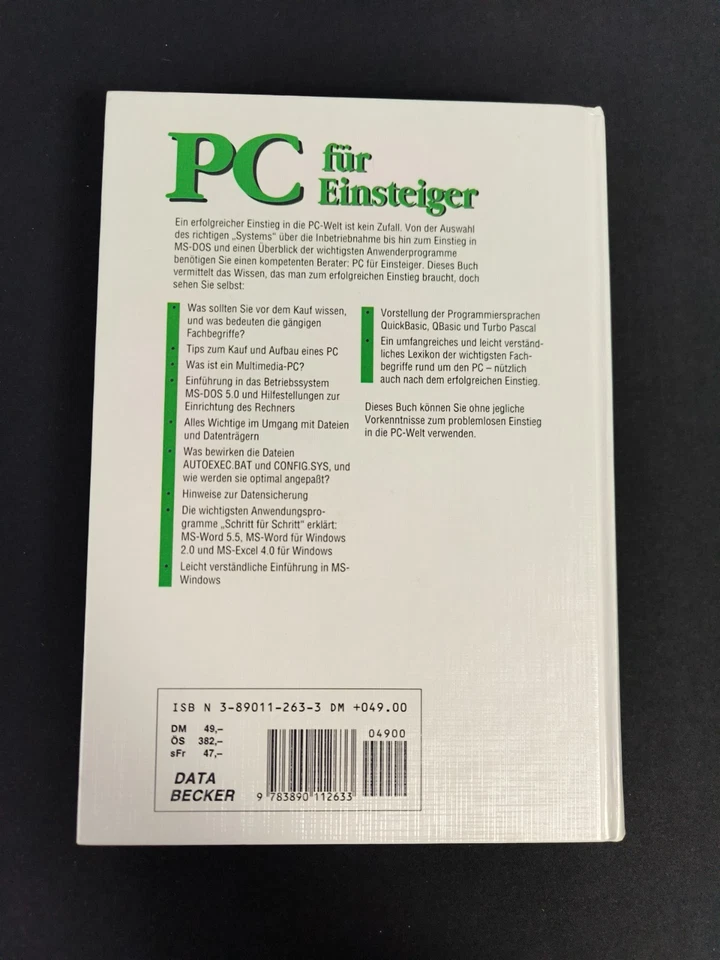 PC für
Einsteiger
Ein erfolgreicher Einstieg in die PC-Welt ist kein Zufall. Von der Auswahl
des richtigen „Systems“ über die Inbetriebnahme bis hin zum Einstieg in
MS-DOS und einen Überblick der wichtigsten Anwenderprogramme
benötigen Sie einen kompetenten Berater: PC für Einsteiger. Dieses Buch
vermittelt das Wissen, das man zum erfolgreichen Einstieg braucht, doch
sehen Sie selbst:
• Was sollten Sie vor dem Kauf wissen,
und was bedeuten die gängigen
Fachbegriffe?
• Tips zum Kauf und Aufbau eines PC
• Was ist ein Multimedia-PC?
• Einführung in das Betriebssystem
MS-DOS 5.0 und Hilfestellungen zur
Einrichtung des Rechners
• Alles Wichtige im Umgang mit Dateien
und Datenträgern
• Was bewirken die Dateien
AUTOEXEC.BAT und CONFIG.SYS, und
wie werden sie optimal angepaßt?
• Hinweise zur Datensicherung
• Die wichtigsten Anwendungspro-
gramme „Schritt für Schritt“ erklärt:
MS-Word 5.5, MS-Word für Windows
2.0 und MS-Excel 4.0 für Windows
• Leicht verständliche Einführung in MS-
Windows
• Vorstellung der Programmiersprachen
QuickBasic, QBasic und Turbo Pascal
• Ein umfangreiches und leicht verständ-
liches Lexikon der wichtigsten Fach-
begriffe rund um den PC – nützlich
auch nach dem erfolgreichen Einstieg.
Dieses Buch können Sie ohne jegliche
Vorkenntnisse zum problemlosen Einstieg
in die PC-Welt verwenden.
ISB N 3-89011-263-3 DM +049.00
DM 49,–
ÖS 382,–
sFr 47,–
04900
DATA
BECKER
9 783890 112633